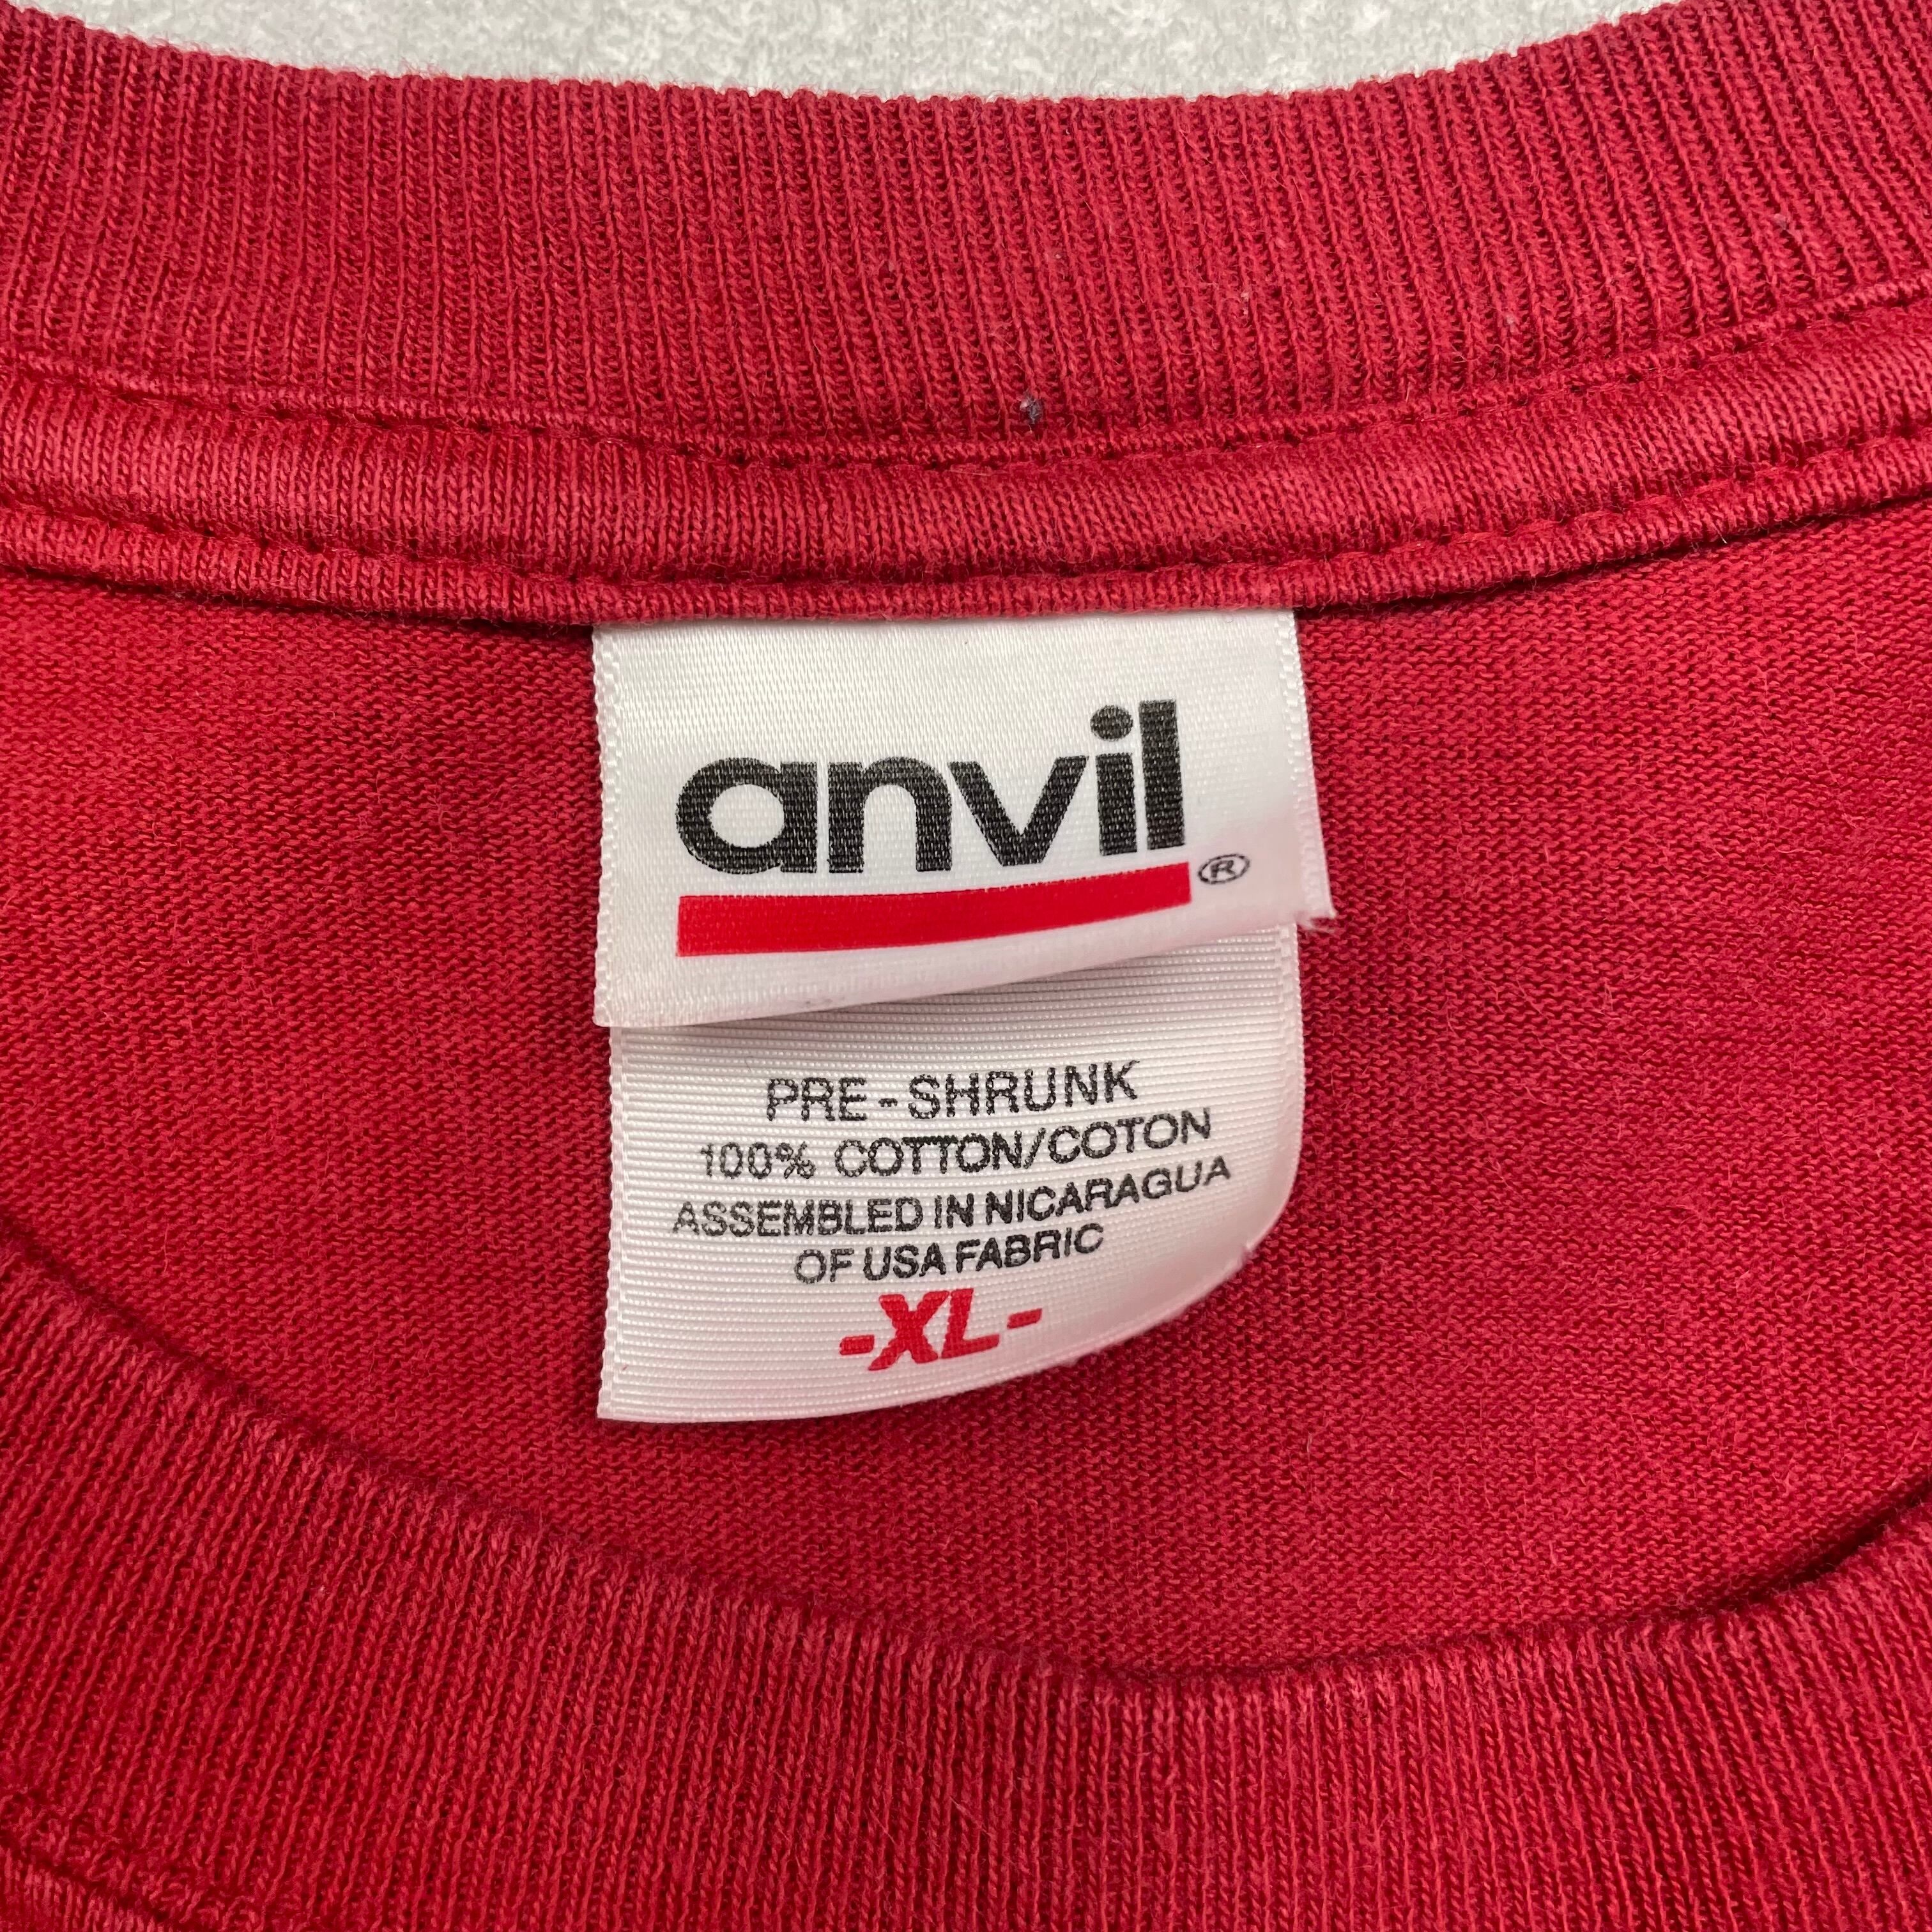 anvil®
PRE-SHRUNK
100% COTTON/COTON
ASSEMBLED IN NICARAGUA
OF USA FABRIC
-XL-